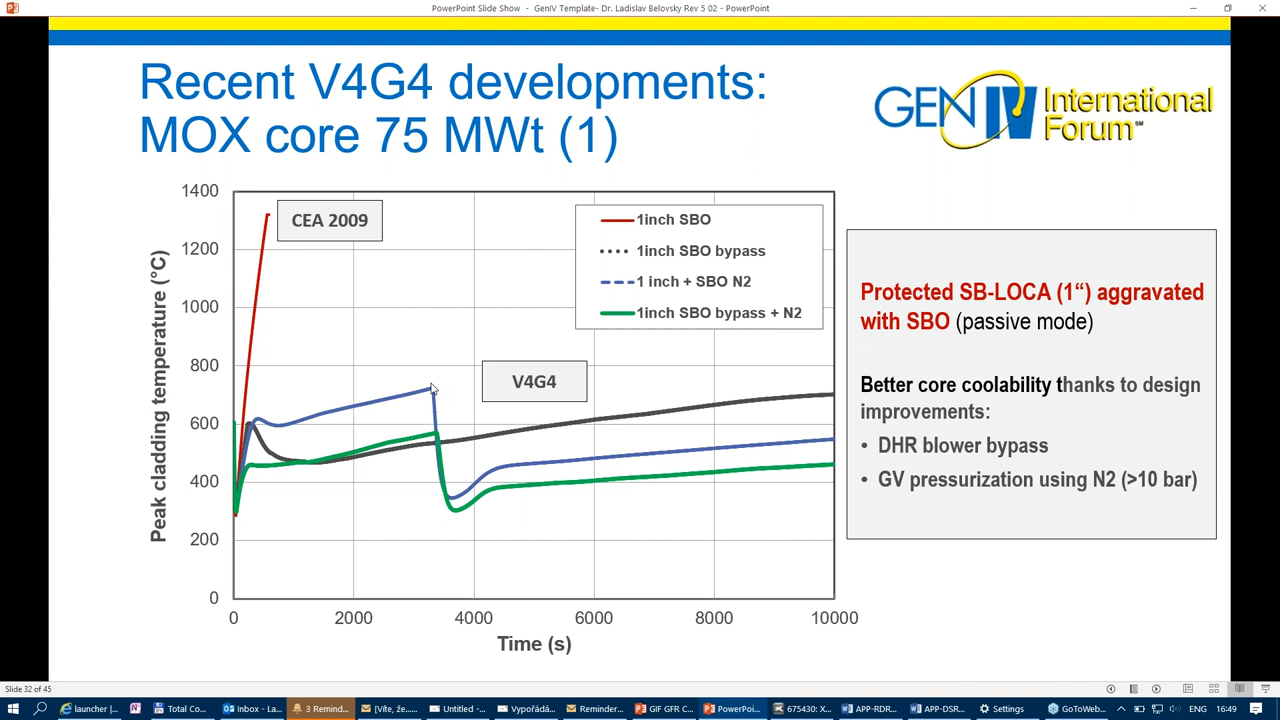 PowerPoint Slide Show - GenIV Template- Dr. Ladislav Belovsky Rev 5 02 - PowerPoint
Recent V4G4 developments:
MOX core 75 MWt (1)
GEN IV International
Forum℠
Peak cladding temperature (°C)
1400
1200
1000
800
600
400
200
0
CEA 2009
1inch SBO
1inch SBO bypass
1 inch + SBO N2
1inch SBO bypass + N2
V4G4
0 2000 4000 6000 8000 10000
Time (s)
Protected SB-LOCA (1“) aggravated
with SBO (passive mode)
Better core coolability thanks to design
improvements:
• DHR blower bypass
• GV pressurization using N2 (>10 bar)
Slide 32 of 45
launcher |... Total Co... Inbox - La... 3 Remind... [Víte, že.... Untitled -... Vypořádá... Reminder... GIF GFR C... PowerPoi... 675430: X... APP-RDR... APP-DSR... Settings GoToWeb... ENG 16:49